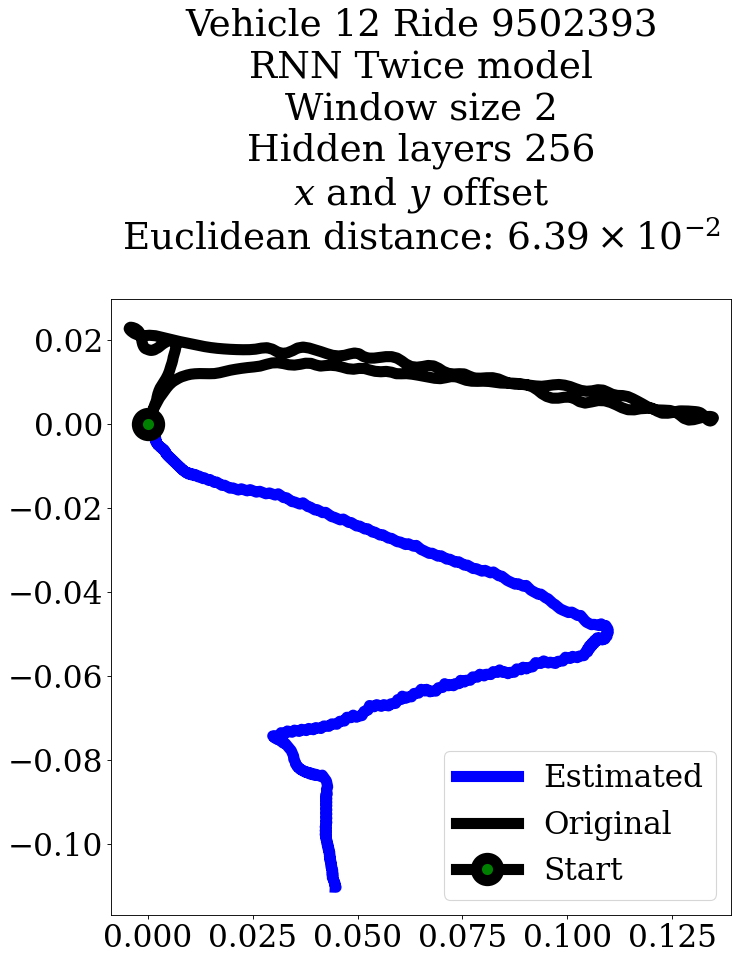 Vehicle 12 Ride 9502393
RNN Twice model
Window size 2
Hidden layers 256
x and y offset
Euclidean distance: 6.39 × 10⁻²
0.02
0.00
−0.02
−0.04
−0.06
−0.08
−0.10
Estimated
Original
Start
0.000 0.025 0.050 0.075 0.100 0.125